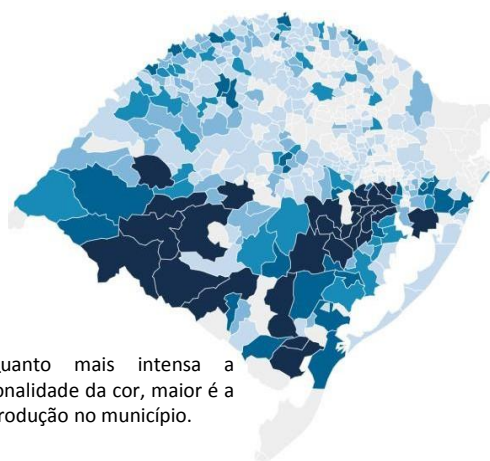 uanto mais intensa a
onalidade da cor, maior é a
rodução no município.